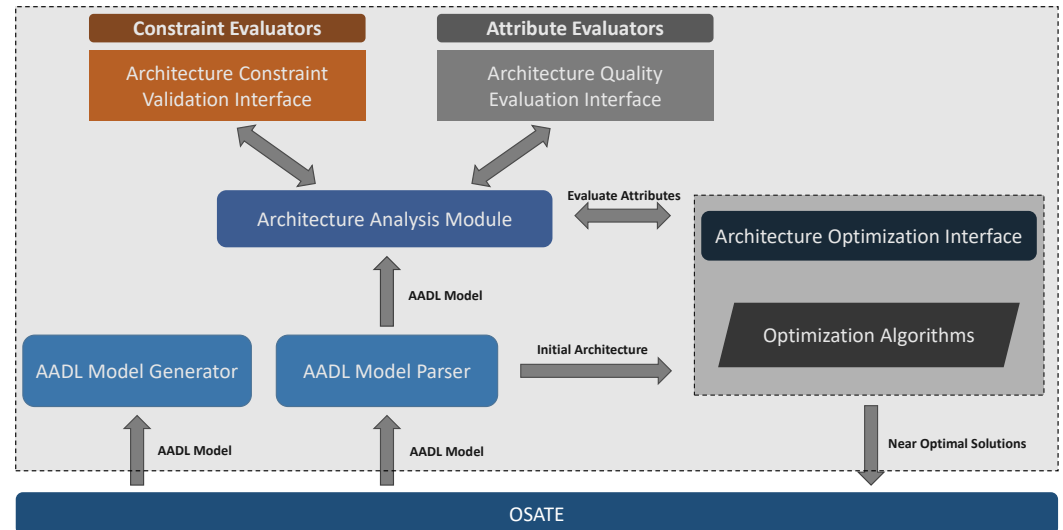 Constraint Evaluators
Attribute Evaluators
Architecture Constraint
Validation Interface
Architecture Quality
Evaluation Interface
Evaluate Attributes
Architecture Analysis Module
Architecture Optimization Interface
AADL Model
Optimization Algorithms
Initial Architecture
AADL Model Generator
AADL Model Parser
AADL Model
AADL Model
Near Optimal Solutions
OSATE